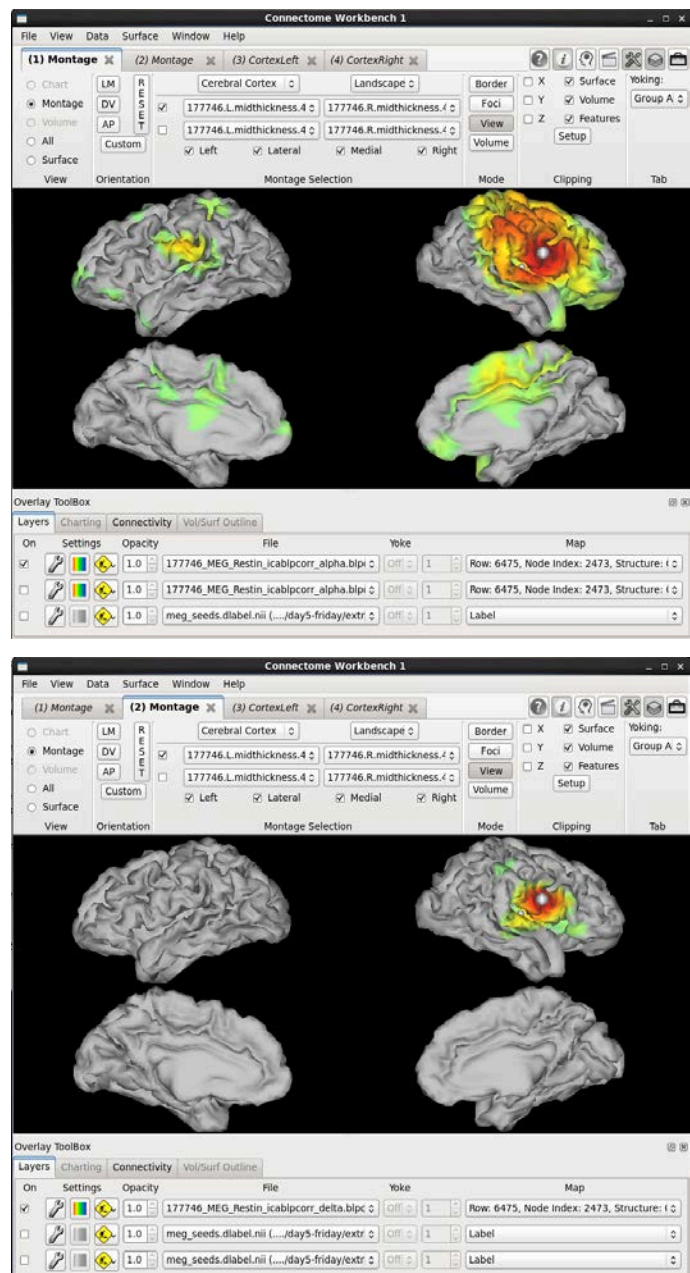 Connectome Workbench 1
File View Data Surface Window Help
(1) Montage (2) Montage (3) CortexLeft (4) CortexRight
Chart LM RESET Cerebral Cortex Landscape Border X Surface Yoking:
Montage DV 177746.L.midthickness.4 177746.R.midthickness.4 Foci Y Volume Group A
Volume AP 177746.L.midthickness.4 177746.R.midthickness.4 View Z Features
All Custom Left Lateral Medial Right Volume Setup
Surface
View Orientation Montage Selection Mode Clipping Tab
Overlay ToolBox
Layers Charting Connectivity Vol/Surf Outline
On Settings Opacity File Yoke Map
1.0 177746_MEG_Restin_icablpcorr_alpha.blp Off 1 Row: 6475, Node Index: 2473, Structure: (
1.0 177746_MEG_Restin_icablpcorr_alpha.blp Off 1 Row: 6475, Node Index: 2473, Structure: (
1.0 meg_seeds.dlabel.nii (..../day5-friday/extr Off 1 Label
Connectome Workbench 1
File View Data Surface Window Help
(1) Montage (2) Montage (3) CortexLeft (4) CortexRight
Chart LM RESET Cerebral Cortex Landscape Border X Surface Yoking:
Montage DV 177746.L.midthickness.4 177746.R.midthickness.4 Foci Y Volume Group A
Volume AP 177746.L.midthickness.4 177746.R.midthickness.4 View Z Features
All Custom Left Lateral Medial Right Volume Setup
Surface
View Orientation Montage Selection Mode Clipping Tab
Overlay ToolBox
Layers Charting Connectivity Vol/Surf Outline
On Settings Opacity File Yoke Map
1.0 177746_MEG_Restin_icablpcorr_delta.blpc Off 1 Row: 6475, Node Index: 2473, Structure: (
1.0 meg_seeds.dlabel.nii (..../day5-friday/extr Off 1 Label
1.0 meg_seeds.dlabel.nii (..../day5-friday/extr Off 1 Label